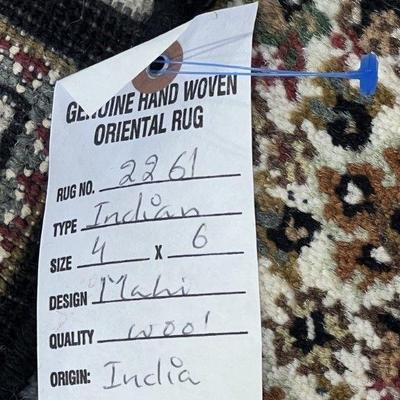 GENUINE HAND WOVEN
ORIENTAL RUG
RUG NO. 2261
TYPE Indian
SIZE 4 X 6
DESIGN Mahi
QUALITY wool
ORIGIN: India